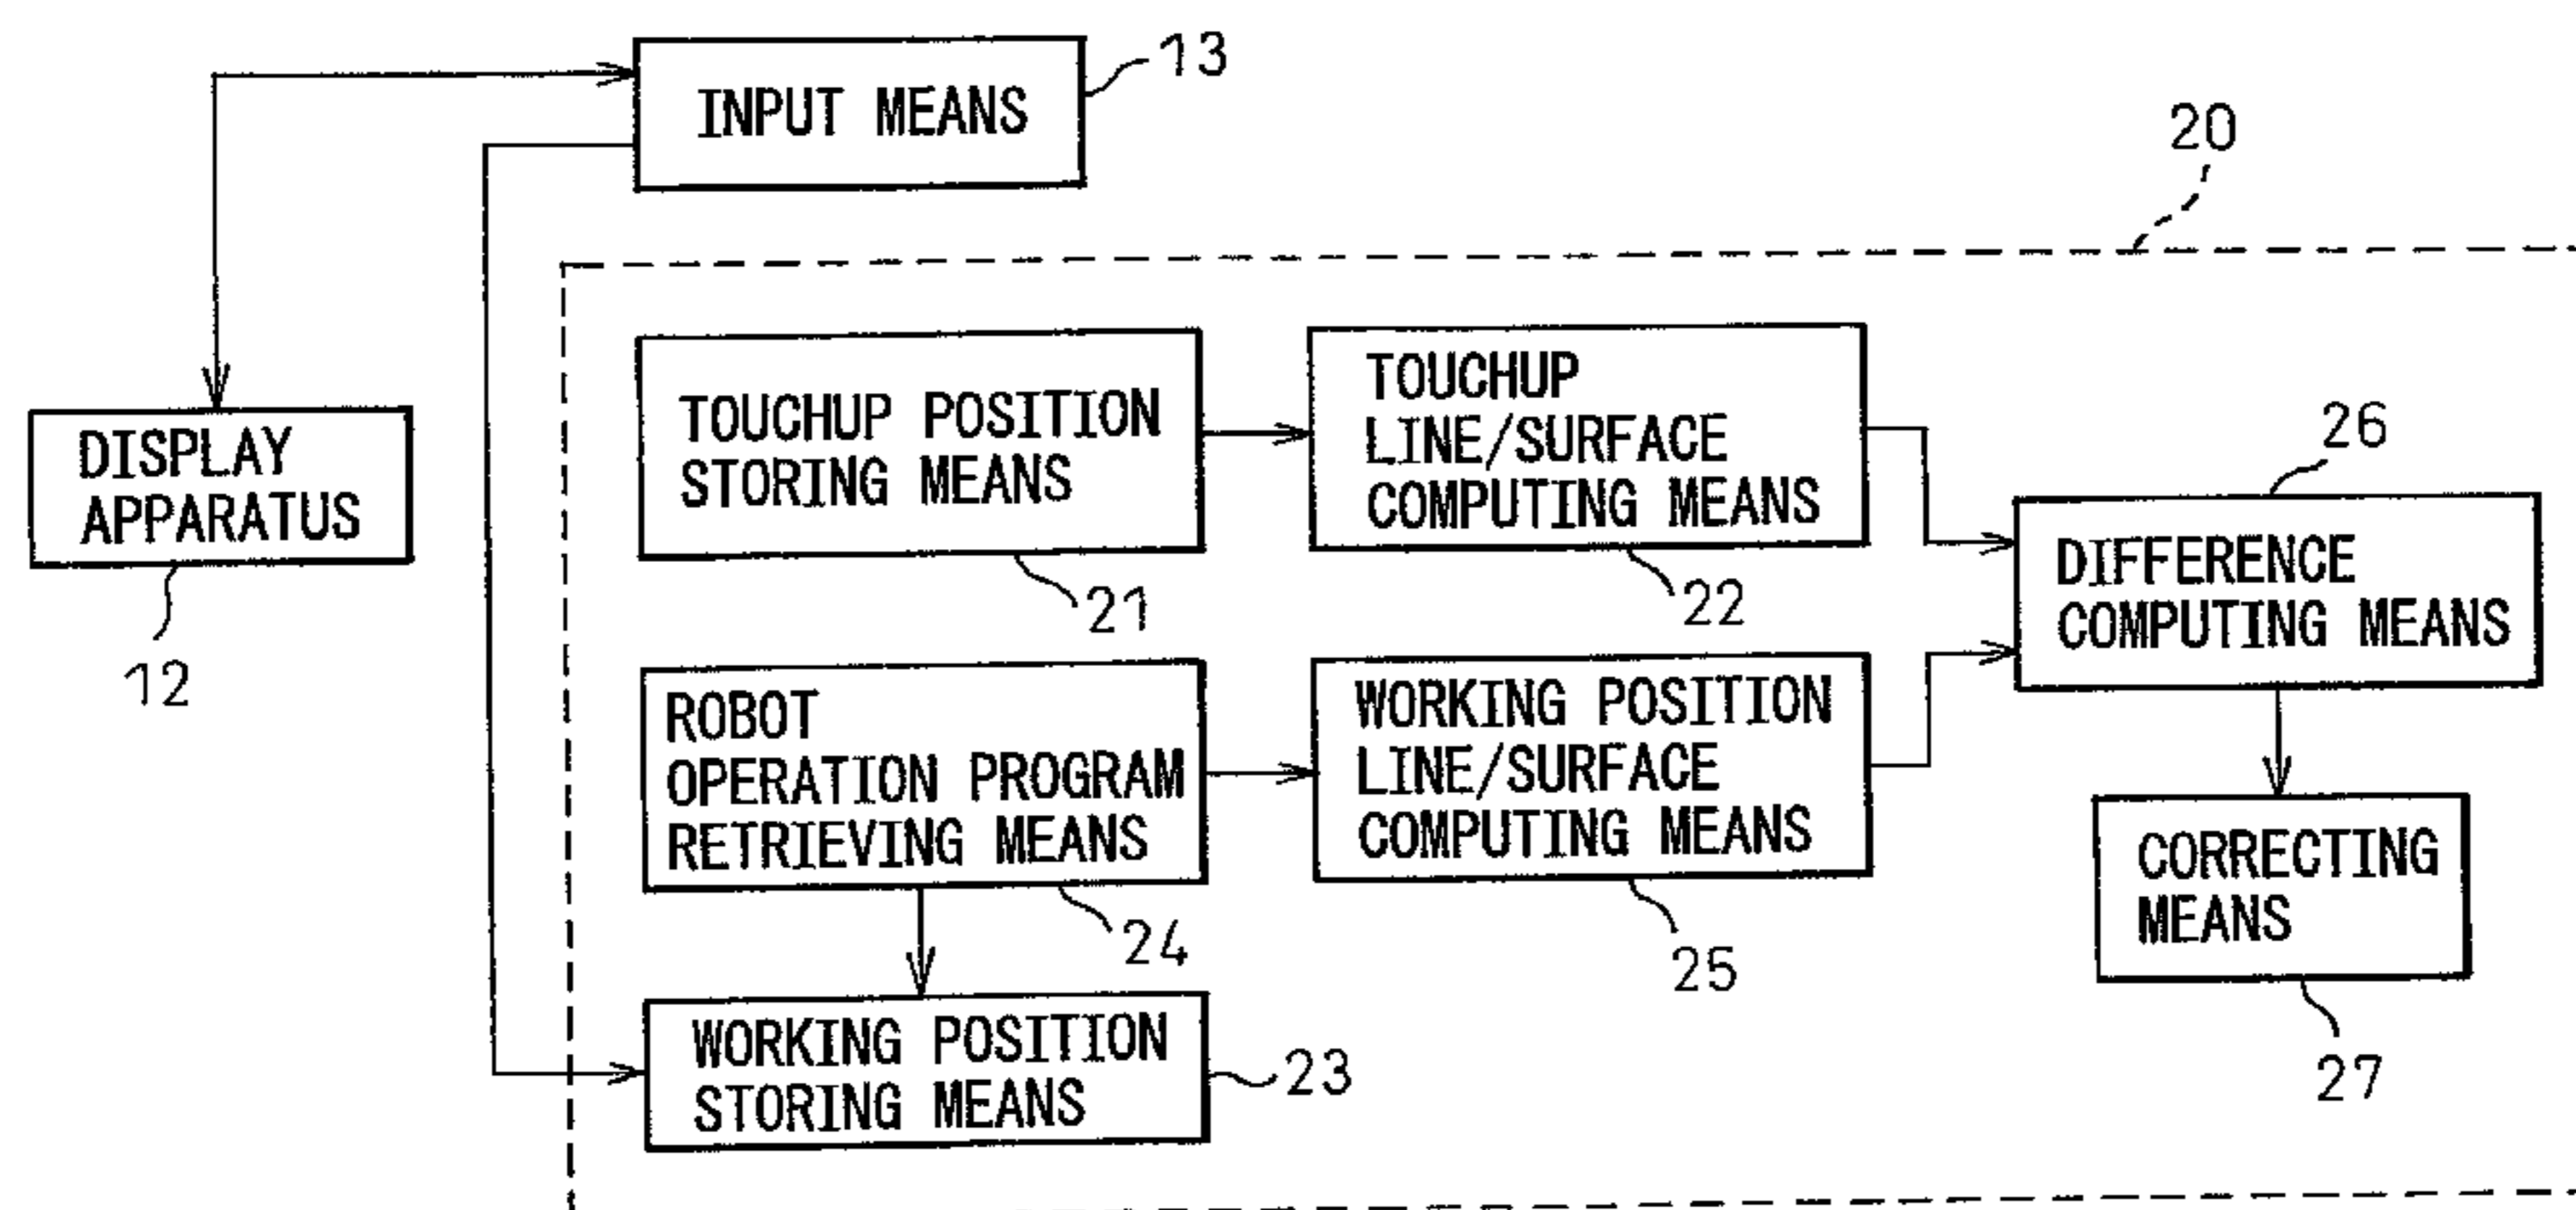 INPUT MEANS
13
20
DISPLAY
APPARATUS
12
TOUCHUP POSITION
STORING MEANS
21
TOUCHUP
LINE/SURFACE
COMPUTING MEANS
22
26
DIFFERENCE
COMPUTING MEANS
ROBOT
OPERATION PROGRAM
RETRIEVING MEANS
24
WORKING POSITION
LINE/SURFACE
COMPUTING MEANS
25
CORRECTING
MEANS
27
WORKING POSITION
STORING MEANS
23